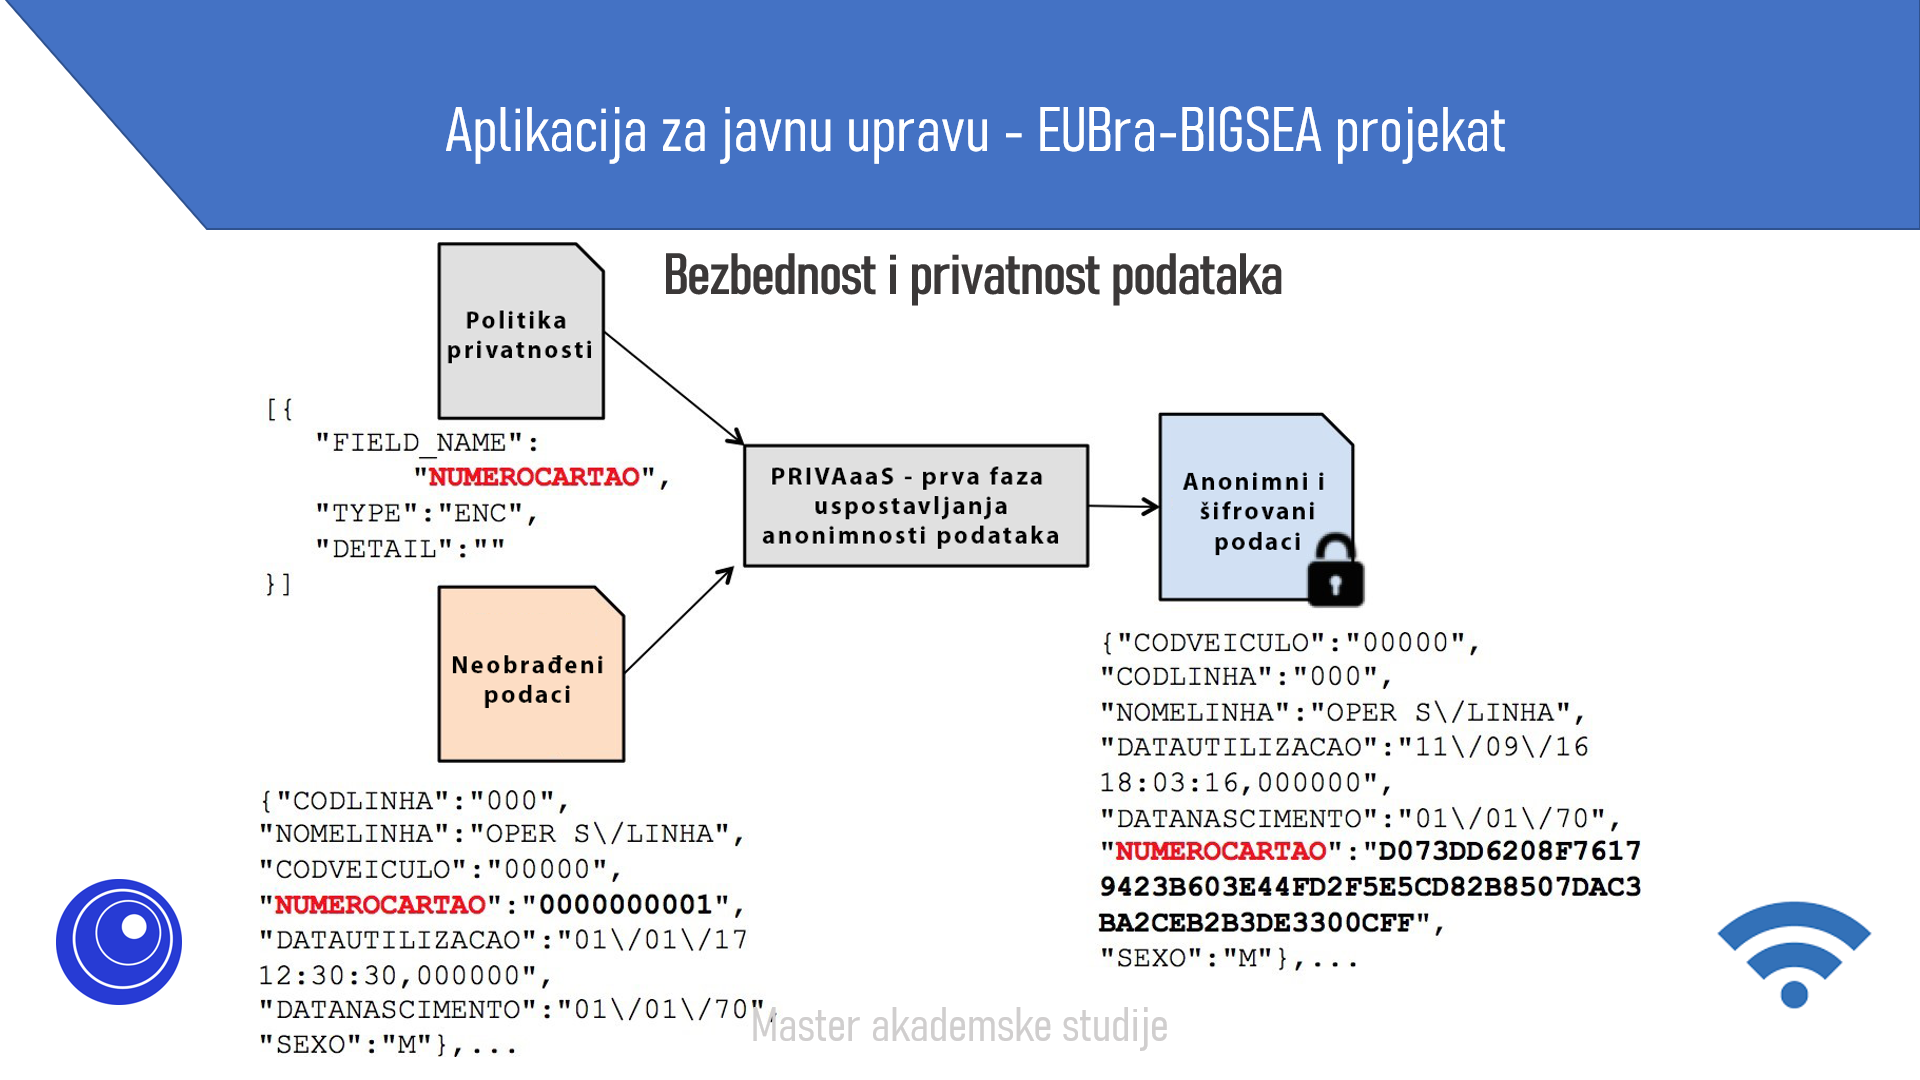 Aplikacija za javnu upravu - EUBra-BIGSEA projekat
Bezbednost i privatnost podataka
Politika
privatnosti
[{
"FIELD_NAME":
"NUMEROCARTAO",
"TYPE":"ENC",
"DETAIL":""
}]
Neobrađeni
podaci
{"CODLINHA":"000",
"NOMELINHA":"OPER S\/LINHA",
"CODVEICULO":"00000",
"NUMEROCARTAO":"0000000001",
"DATAUTILIZACAO":"01\/01\/17
12:30:30,000000",
"DATANASCIMENTO":"01\/01\/70",
"SEXO":"M"},...
PRIVAaaS - prva faza
uspostavljanja
anonimnosti podataka
Anonimni i
šifrovani
podaci
{"CODVEICULO":"00000",
"CODLINHA":"000",
"NOMELINHA":"OPER S\/LINHA",
"DATAUTILIZACAO":"11\/09\/16
18:03:16,000000",
"DATANASCIMENTO":"01\/01\/70",
"NUMEROCARTAO":"D073DD6208F7617
9423B603E44FD2F5E5CD82B8507DAC3
BA2CEB2B3DE3300CFF",
"SEXO":"M"},...
Master akademske studije